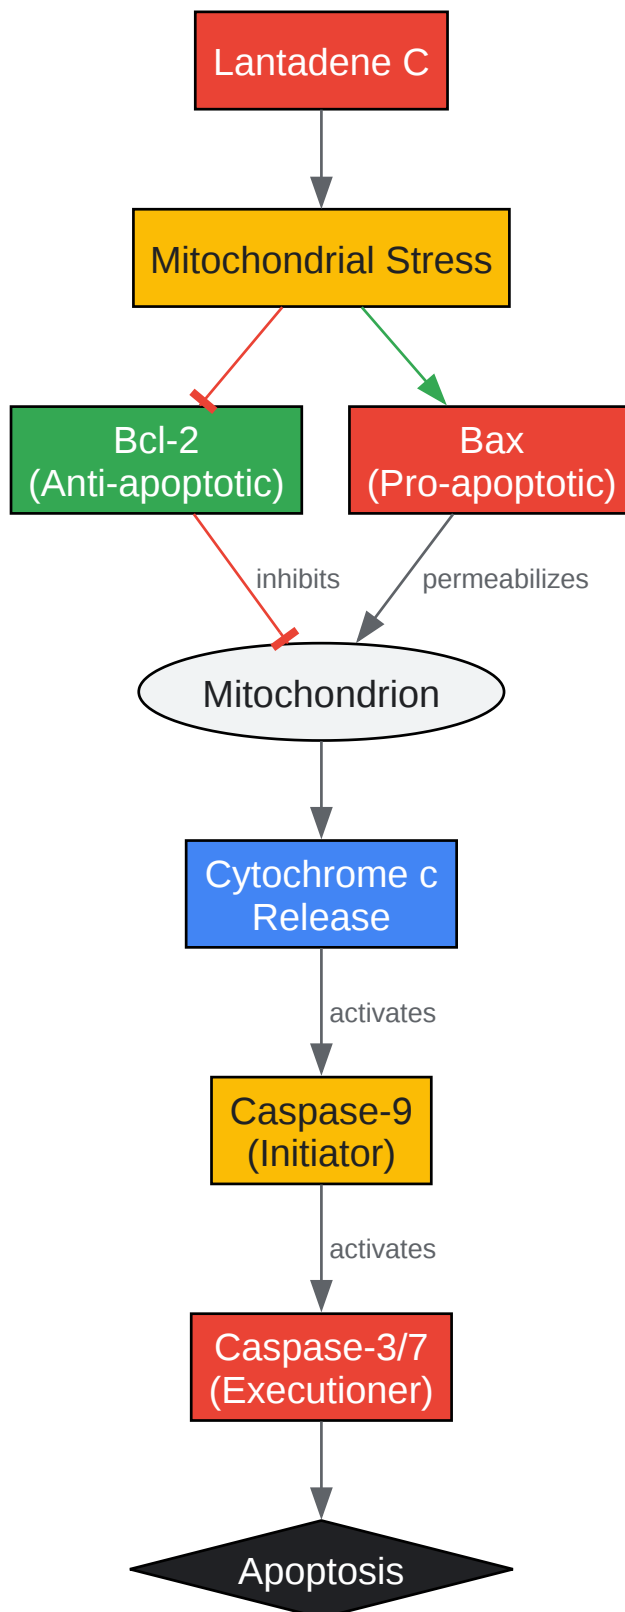 Lantadene C
Mitochondrial Stress
Bcl-2
(Anti-apoptotic)
Bax
(Pro-apoptotic)
inhibits
permeabilizes
Mitochondrion
Cytochrome c
Release
activates
Caspase-9
(Initiator)
activates
Caspase-3/7
(Executioner)
Apoptosis